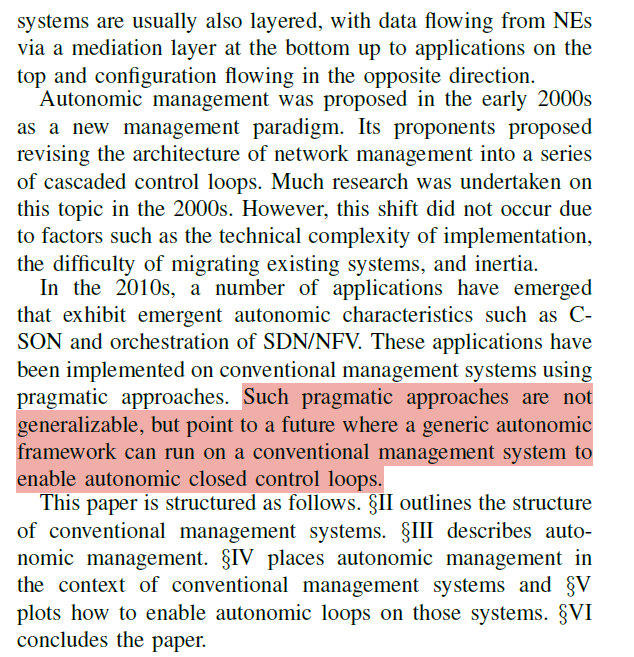 systems are usually also layered, with data flowing from NEs
via a mediation layer at the bottom up to applications on the
top and configuration flowing in the opposite direction.
Autonomic management was proposed in the early 2000s
as a new management paradigm. Its proponents proposed
revising the architecture of network management into a series
of cascaded control loops. Much research was undertaken on
this topic in the 2000s. However, this shift did not occur due
to factors such as the technical complexity of implementation,
the difficulty of migrating existing systems, and inertia.
In the 2010s, a number of applications have emerged
that exhibit emergent autonomic characteristics such as C-
SON and orchestration of SDN/NFV. These applications have
been implemented on conventional management systems using
pragmatic approaches. Such pragmatic approaches are not
generalizable, but point to a future where a generic autonomic
framework can run on a conventional management system to
enable autonomic closed control loops.
This paper is structured as follows. §II outlines the structure
of conventional management systems. §III describes auto-
nomic management. §IV places autonomic management in
the context of conventional management systems and §V
plots how to enable autonomic loops on those systems. §VI
concludes the paper.